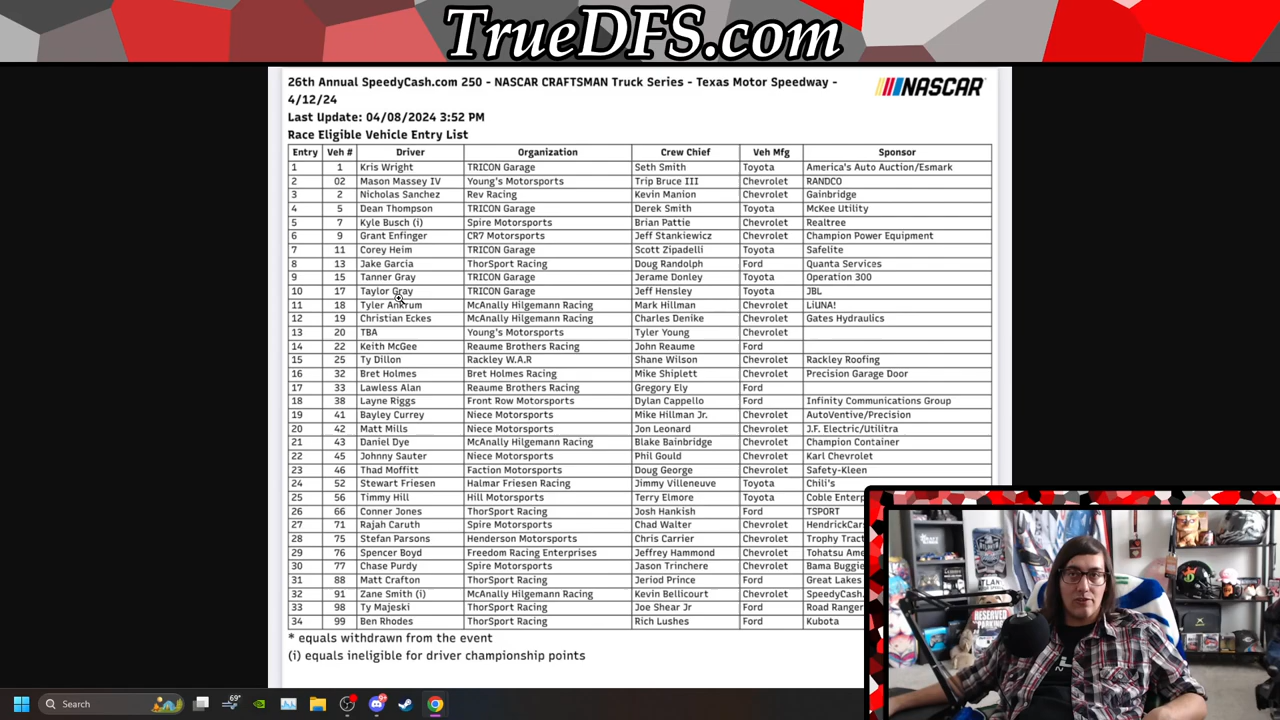 TrueDFS.com
26th Annual SpeedyCash.com 250 - NASCAR CRAFTSMAN Truck Series - Texas Motor Speedway -
4/12/24
NASCAR
Last Update: 04/08/2024 3:52 PM
Race Eligible Vehicle Entry List
Entry Veh # Driver Organization Crew Chief Veh Mfg Sponsor
1 1 Kris Wright TRICON Garage Seth Smith Toyota America's Auto Auction/Esmark
2 02 Mason Massey IV Young's Motorsports Trip Bruce III Chevrolet RANDCO
3 2 Nicholas Sanchez Rev Racing Kevin Manion Chevrolet Gainbridge
4 5 Dean Thompson TRICON Garage Derek Smith Toyota McKee Utility
5 7 Kyle Busch (i) Spire Motorsports Brian Pattie Chevrolet Realtree
6 9 Grant Enfinger CR7 Motorsports Jeff Stankiewicz Chevrolet Champion Power Equipment
7 11 Corey Heim TRICON Garage Scott Zipadelli Toyota Safelite
8 13 Jake Garcia ThorSport Racing Doug Randolph Ford Quanta Services
9 15 Tanner Gray TRICON Garage Jerame Donley Toyota Operation 300
10 17 Taylor Gray TRICON Garage Jeff Hensley Toyota JBL
11 18 Tyler Ankrum McAnally Hilgemann Racing Mark Hillman Chevrolet LiUNA!
12 19 Christian Eckes McAnally Hilgemann Racing Charles Denike Chevrolet Gates Hydraulics
13 20 TBA Young's Motorsports Tyler Young Chevrolet
14 22 Keith McGee Reaume Brothers Racing John Reaume Ford
15 25 Ty Dillon Rackley W.A.R Shane Wilson Chevrolet Rackley Roofing
16 32 Bret Holmes Bret Holmes Racing Mike Shiplett Chevrolet Precision Garage Door
17 33 Lawless Alan Reaume Brothers Racing Gregory Ely Ford
18 38 Layne Riggs Front Row Motorsports Dylan Cappello Ford Infinity Communications Group
19 41 Bayley Currey Niece Motorsports Mike Hillman Jr. Chevrolet AutoVentive/Precision
20 42 Matt Mills Niece Motorsports Jon Leonard Chevrolet J.F. Electric/Utilitra
21 43 Daniel Dye McAnally Hilgemann Racing Blake Bainbridge Chevrolet Champion Container
22 45 Johnny Sauter Niece Motorsports Phil Gould Chevrolet Karl Chevrolet
23 46 Thad Moffitt Faction Motorsports Doug George Chevrolet Safety-Kleen
24 52 Stewart Friesen Halmar Friesen Racing Jimmy Villeneuve Toyota Chili's
25 56 Timmy Hill Hill Motorsports Terry Elmore Toyota Coble Enterp
26 66 Conner Jones ThorSport Racing Josh Hankish Ford TSPORT
27 71 Rajah Caruth Spire Motorsports Chad Walter Chevrolet HendrickCar
28 75 Stefan Parsons Henderson Motorsports Chris Carrier Chevrolet Trophy Tract
29 76 Spencer Boyd Freedom Racing Enterprises Jeffrey Hammond Chevrolet Tohatsu Ame
30 77 Chase Purdy Spire Motorsports Jason Trinchere Chevrolet Bama Buggie
31 88 Matt Crafton ThorSport Racing Jeriod Prince Ford Great Lakes
32 91 Zane Smith (i) McAnally Hilgemann Racing Kevin Bellicourt Chevrolet SpeedyCash.
33 98 Ty Majeski ThorSport Racing Joe Shear Jr Ford Road Ranger
34 99 Ben Rhodes ThorSport Racing Rich Lushes Ford Kubota
* equals withdrawn from the event
(i) equals ineligible for driver championship points
RESERVED
Search
69°